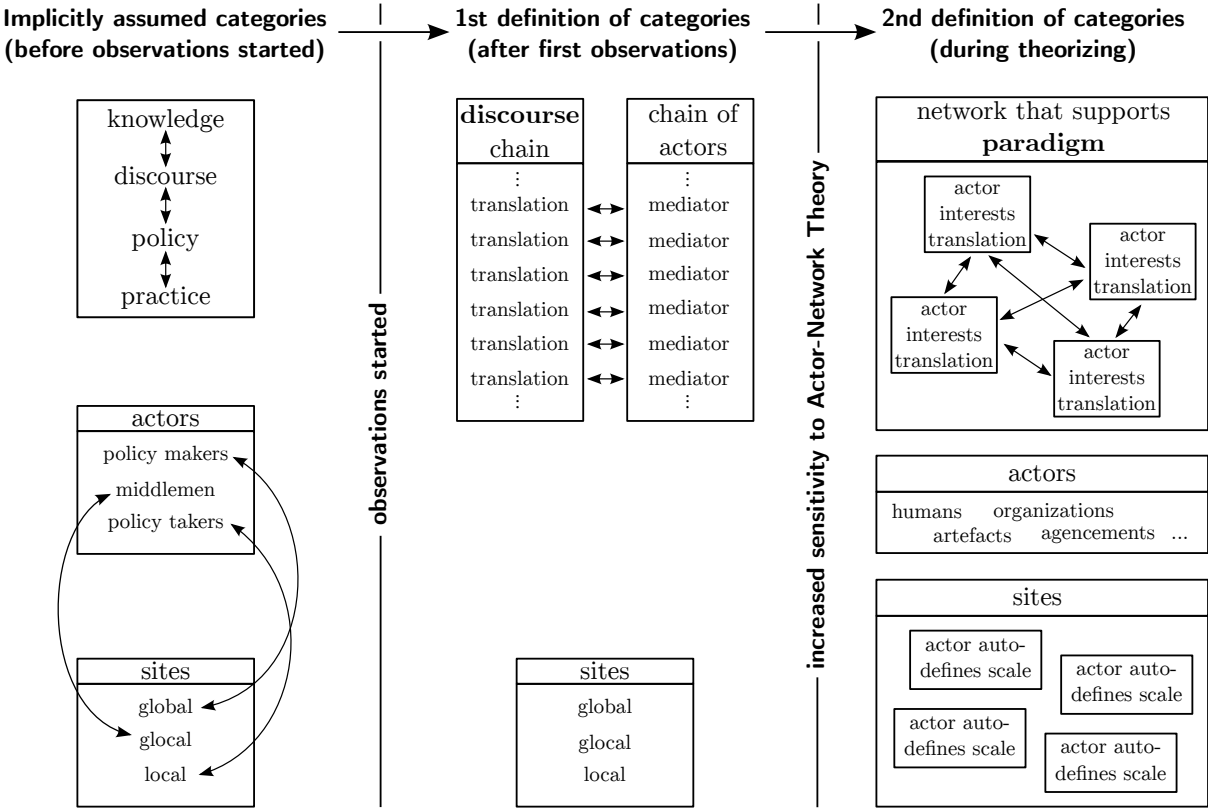 Implicitly assumed categories
(before observations started)
1st definition of categories
(after first observations)
2nd definition of categories
(during theorizing)
knowledge
discourse
policy
practice
actors
policy makers
middlemen
policy takers
sites
global
glocal
local
observations started
discourse
chain
chain of
actors
⋮
⋮
translation
mediator
translation
mediator
translation
mediator
translation
mediator
translation
mediator
translation
mediator
⋮
⋮
sites
global
glocal
local
increased sensitivity to Actor-Network Theory
network that supports
paradigm
actor
interests
translation
actor
interests
translation
actor
interests
translation
actor
interests
translation
actors
humans organizations
artefacts agencements ...
sites
actor auto-
defines scale
actor auto-
defines scale
actor auto-
defines scale
actor auto-
defines scale